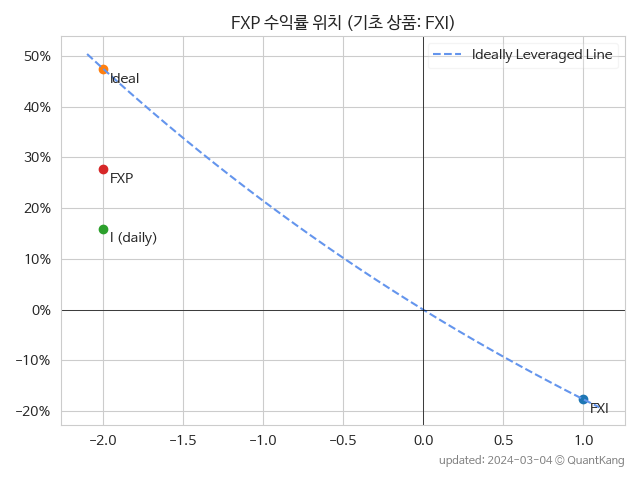 FXP 수익률 위치 (기초 상품: FXI)
Ideally Leveraged Line
50%
40%
30%
20%
10%
0%
-10%
-20%
Ideal
FXP
I (daily)
FXI
-2.0
-1.5
-1.0
-0.5
0.0
0.5
1.0
updated: 2024-03-04 © QuantKang